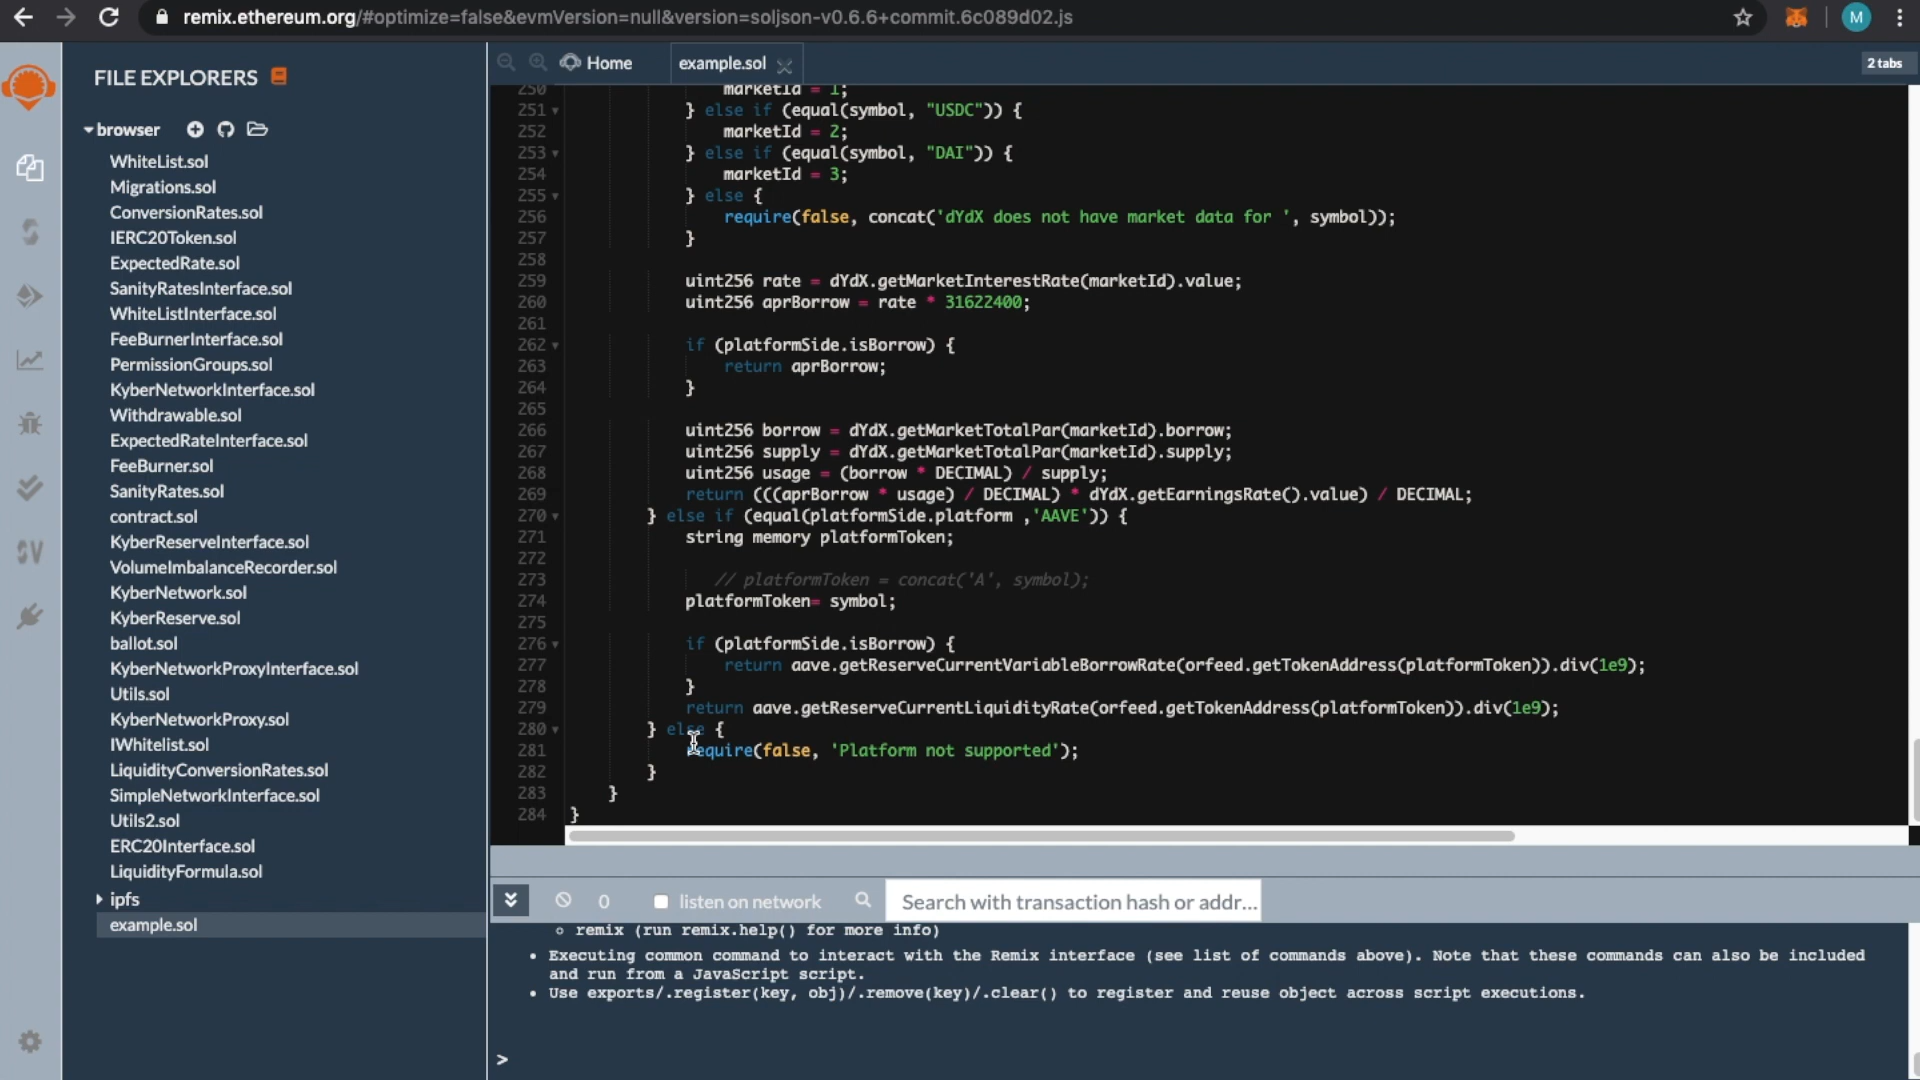 remix.ethereum.org/#optimize=false&evmVersion=null&version=soljson-v0.6.6+commit.6c089d02.js
M
FILE EXPLORERS
browser
WhiteList.sol
Migrations.sol
ConversionRates.sol
IERC20Token.sol
ExpectedRate.sol
SanityRatesInterface.sol
WhiteListInterface.sol
FeeBurnerInterface.sol
PermissionGroups.sol
KyberNetworkInterface.sol
Withdrawable.sol
ExpectedRateInterface.sol
FeeBurner.sol
SanityRates.sol
contract.sol
KyberReserveInterface.sol
VolumeImbalanceRecorder.sol
KyberNetwork.sol
KyberReserve.sol
ballot.sol
KyberNetworkProxyInterface.sol
Utils.sol
KyberNetworkProxy.sol
IWhitelist.sol
LiquidityConversionRates.sol
SimpleNetworkInterface.sol
Utils2.sol
ERC20Interface.sol
LiquidityFormula.sol
ipfs
example.sol
Home
example.sol
2 tabs
250 marketId = 1;
251 } else if (equal(symbol, "USDC")) {
252 marketId = 2;
253 } else if (equal(symbol, "DAI")) {
254 marketId = 3;
255 } else {
256 require(false, concat('dYdX does not have market data for ', symbol));
257 }
258
259 uint256 rate = dYdX.getMarketInterestRate(marketId).value;
260 uint256 aprBorrow = rate * 31622400;
261
262 if (platformSide.isBorrow) {
263 return aprBorrow;
264 }
265
266 uint256 borrow = dYdX.getMarketTotalPar(marketId).borrow;
267 uint256 supply = dYdX.getMarketTotalPar(marketId).supply;
268 uint256 usage = (borrow * DECIMAL) / supply;
269 return (((aprBorrow * usage) / DECIMAL) * dYdX.getEarningsRate().value) / DECIMAL;
270 } else if (equal(platformSide.platform ,'AAVE')) {
271 string memory platformToken;
272
273 // platformToken = concat('A', symbol);
274 platformToken= symbol;
275
276 if (platformSide.isBorrow) {
277 return aave.getReserveCurrentVariableBorrowRate(orfeed.getTokenAddress(platformToken)).div(1e9);
278 }
279 return aave.getReserveCurrentLiquidityRate(orfeed.getTokenAddress(platformToken)).div(1e9);
280 } else {
281 require(false, 'Platform not supported');
282 }
283 }
284 }
0
listen on network
Search with transaction hash or addr...
remix (run remix.help() for more info)
Executing common command to interact with the Remix interface (see list of commands above). Note that these commands can also be included
and run from a JavaScript script.
Use exports/.register(key, obj)/.remove(key)/.clear() to register and reuse object across script executions.
>